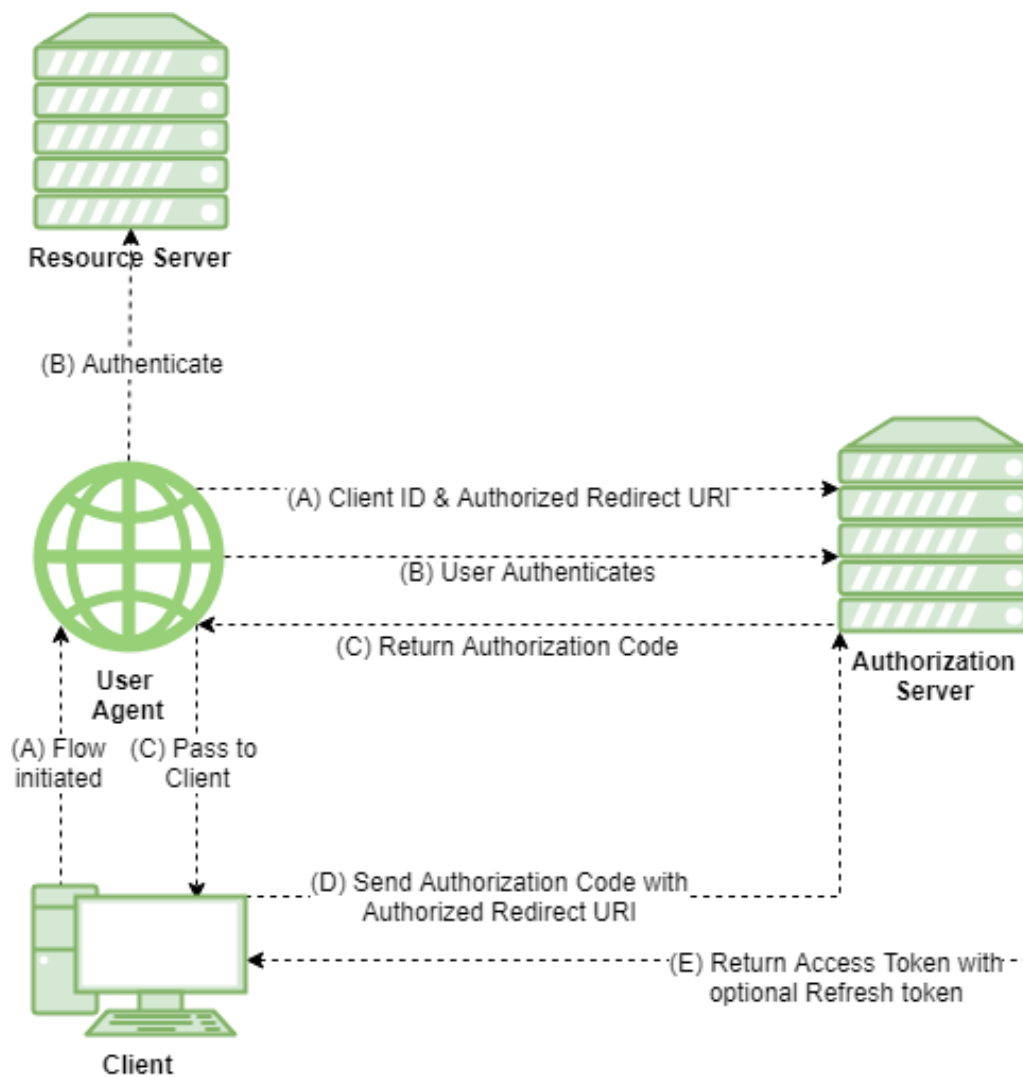 Resource Server
(B) Authenticate
(A) Client ID & Authorized Redirect URI
(B) User Authenticates
(C) Return Authorization Code
Authorization
Server
User
Agent
(A) Flow
initiated
(C) Pass to
Client
(D) Send Authorization Code with
Authorized Redirect URI
(E) Return Access Token with
optional Refresh token
Client